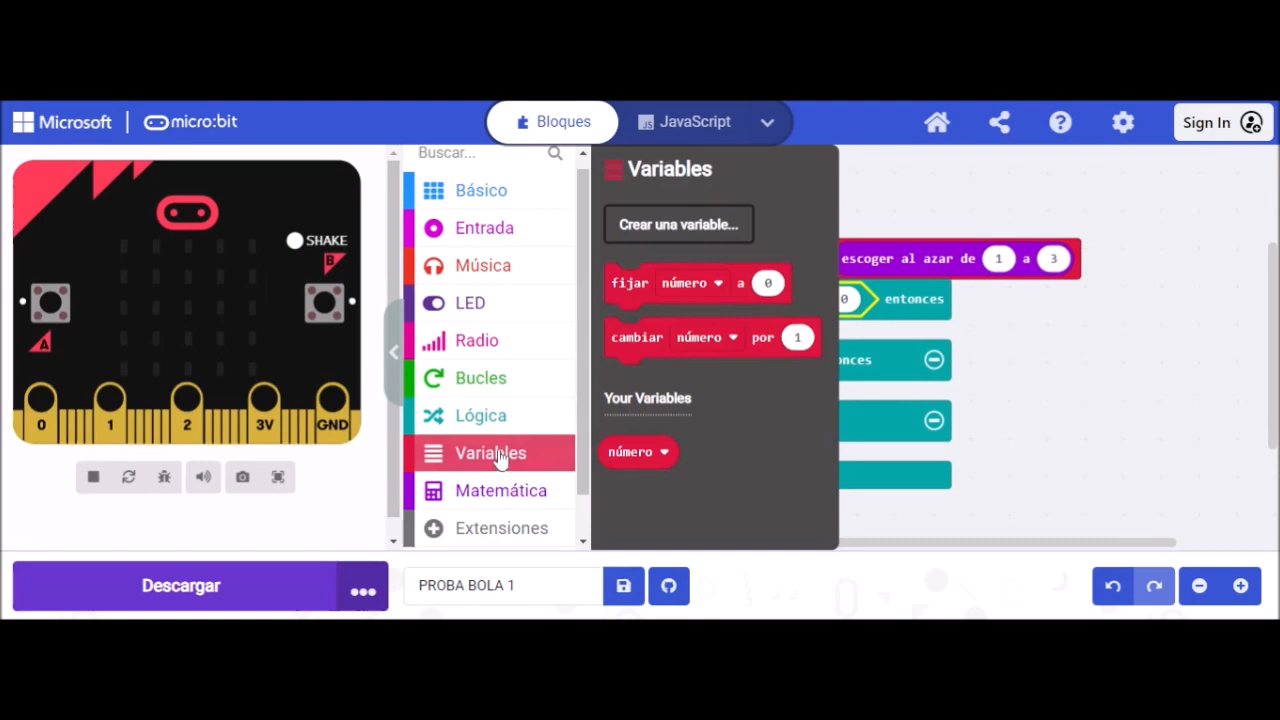 Microsoft
micro:bit
Bloques
JavaScript
Sign In
SHAKE
B
A
0
1
2
3V
GND
Buscar...
Básico
Entrada
Música
LED
Radio
Bucles
Lógica
Variables
Matemática
Extensiones
Variables
Crear una variable...
fijar número a 0
cambiar número por 1
Your Variables
número
escoger al azar de 1 a 3
0 entonces
onces
Descargar
PROBA BOLA 1